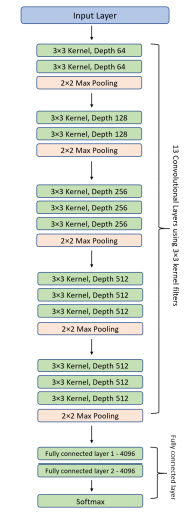 Input Layer
3×3 Kernel, Depth 64
3×3 Kernel, Depth 64
2×2 Max Pooling
3×3 Kernel, Depth 128
3×3 Kernel, Depth 128
2×2 Max Pooling
3×3 Kernel, Depth 256
3×3 Kernel, Depth 256
3×3 Kernel, Depth 256
2×2 Max Pooling
3×3 Kernel, Depth 512
3×3 Kernel, Depth 512
3×3 Kernel, Depth 512
2×2 Max Pooling
3×3 Kernel, Depth 512
3×3 Kernel, Depth 512
3×3 Kernel, Depth 512
2×2 Max Pooling
13 Convolutional Layers using 3×3 kernel filters
Fully connected layer 1 - 4096
Fully connected layer 2 - 4096
Softmax
Fully connected layer